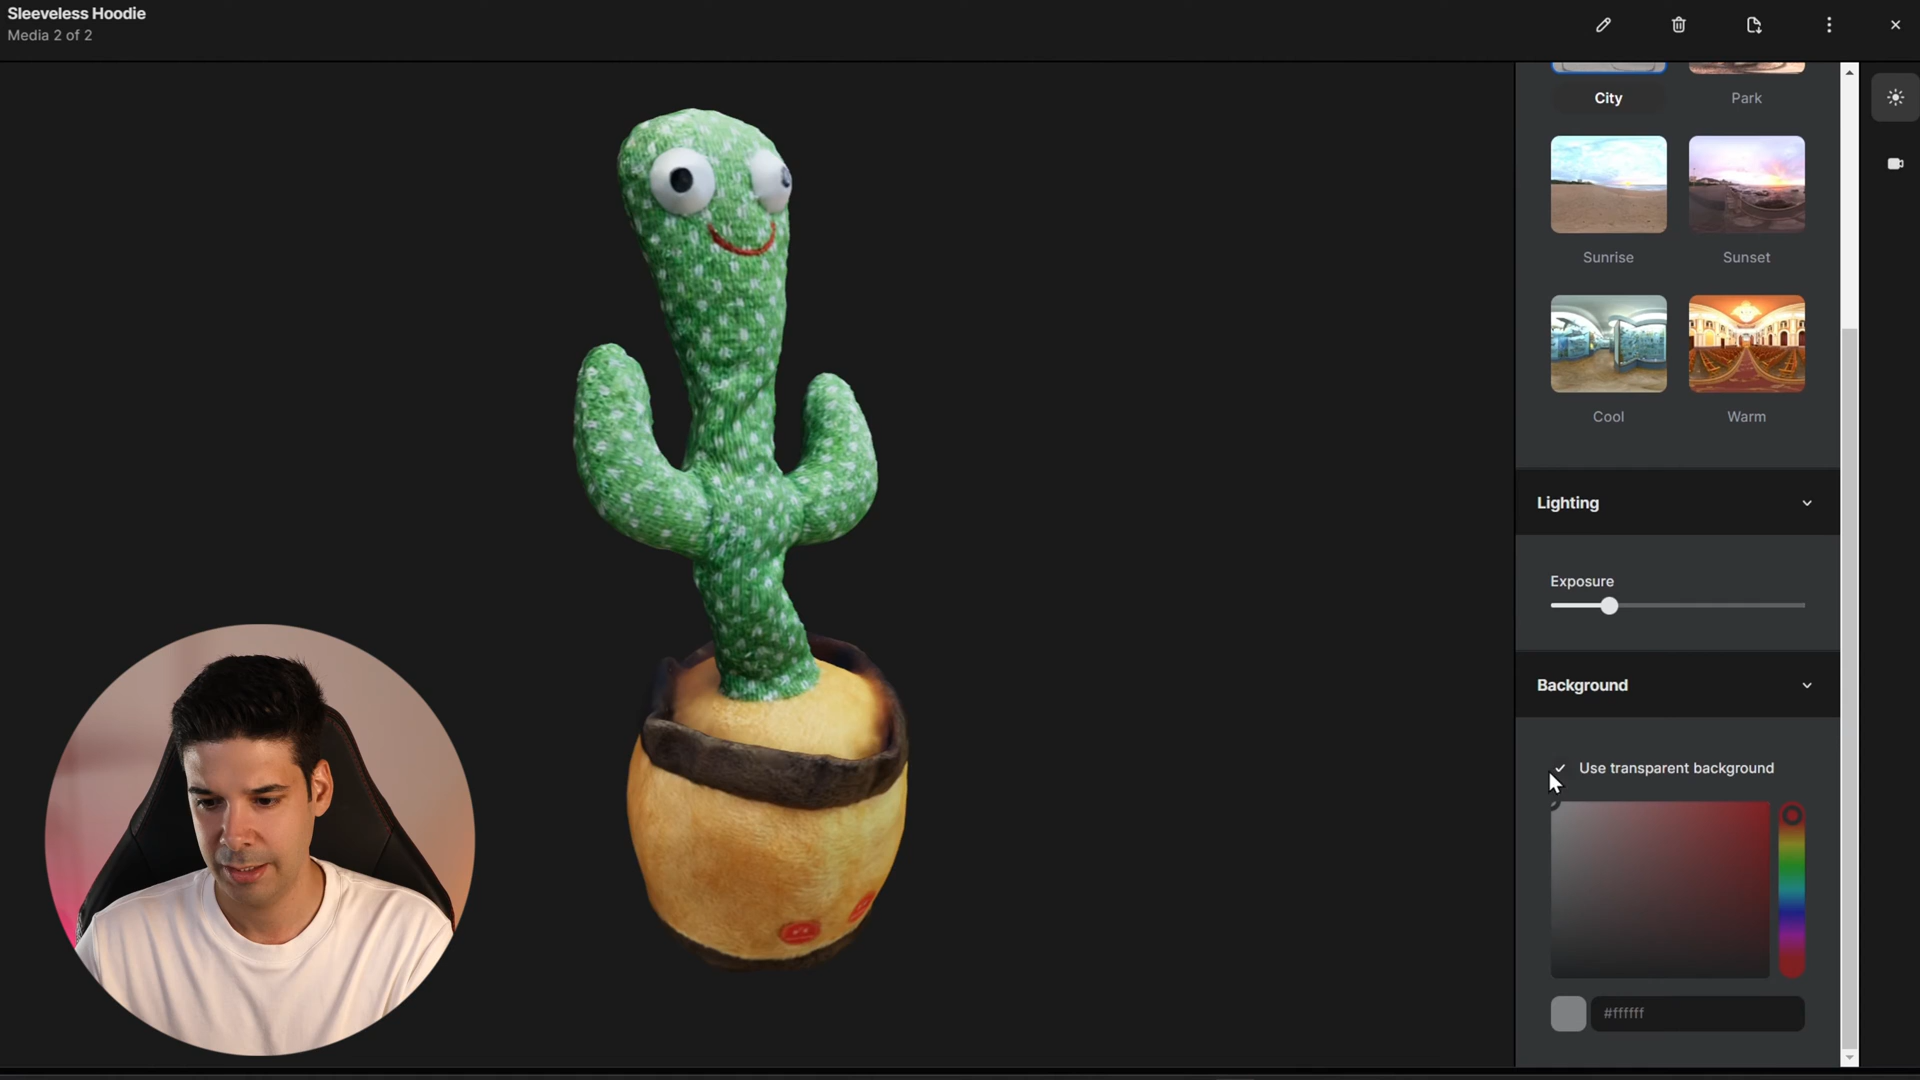 Sleeveless Hoodie
Media 2 of 2
City
Park
Sunrise
Sunset
Cool
Warm
Lighting
Exposure
Background
Use transparent background
#ffffff